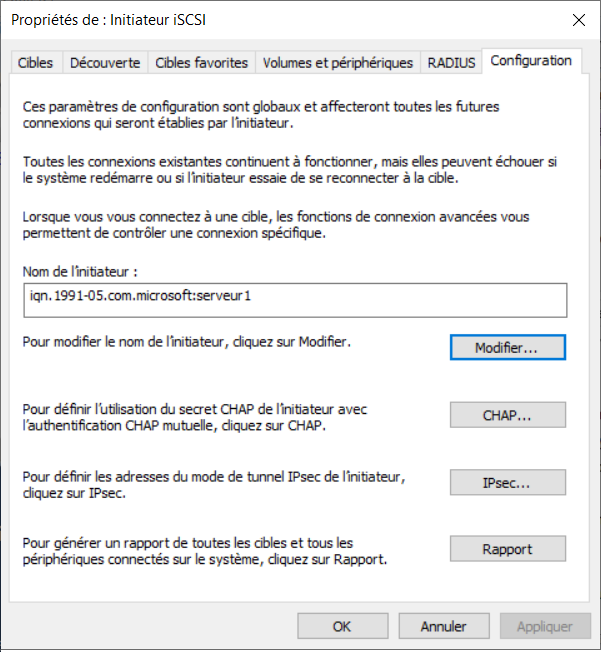 Propriétés de : Initiateur iSCSI
Cibles Découverte Cibles favorites Volumes et périphériques RADIUS Configuration
Ces paramètres de configuration sont globaux et affecteront toutes les futures
connexions qui seront établies par l'initiateur.
Toutes les connexions existantes continuent à fonctionner, mais elles peuvent échouer si
le système redémarre ou si l'initiateur essaie de se reconnecter à la cible.
Lorsque vous vous connectez à une cible, les fonctions de connexion avancées vous
permettent de contrôler une connexion spécifique.
Nom de l'initiateur :
iqn.1991-05.com.microsoft:serveur1
Pour modifier le nom de l'initiateur, cliquez sur Modifier.
Modifier...
Pour définir l'utilisation du secret CHAP de l'initiateur avec
l'authentification CHAP mutuelle, cliquez sur CHAP.
CHAP...
Pour définir les adresses du mode de tunnel IPsec de l'initiateur,
cliquez sur IPsec.
IPsec...
Pour générer un rapport de toutes les cibles et tous les
périphériques connectés sur le système, cliquez sur Rapport.
Rapport
OK Annuler Appliquer